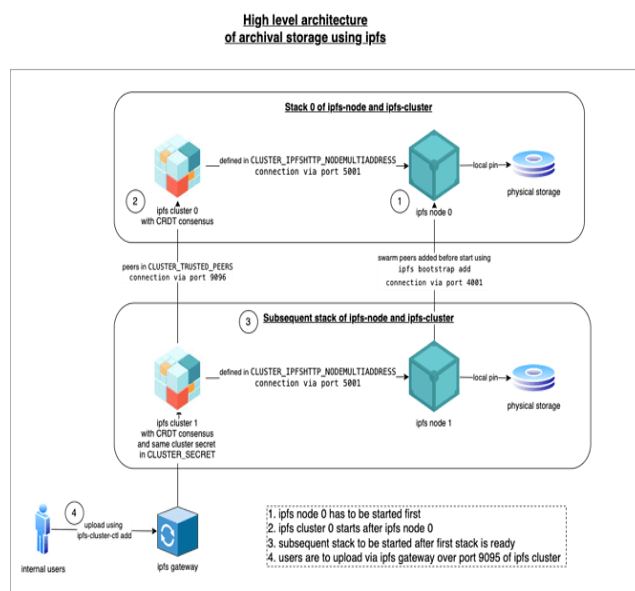 High level architecture
of archival storage using ipfs
Stack 0 of ipfs-node and ipfs-cluster
defined in CLUSTER_IPFSHTTP_NODEMULTIADDRESS
connection via port 5001
local pin
2
1
physical storage
ipfs cluster 0
with CRDT consensus
ipfs node 0
peers in CLUSTER_TRUSTED_PEERS
connection via port 9096
swarm peers added before start using
ipfs bootstrap add
connection via port 4001
3
Subsequent stack of ipfs-node and ipfs-cluster
defined in CLUSTER_IPFSHTTP_NODEMULTIADDRESS
connection via port 5001
local pin
physical storage
ipfs cluster 1
with CRDT consensus
and same cluster secret
in CLUSTER_SECRET
ipfs node 1
4
upload using
ipfs-cluster-ctl add
internal users
ipfs gateway
1. ipfs node 0 has to be started first
2. ipfs cluster 0 starts after ipfs node 0
3. subsequent stack to be started after first stack is ready
4. users are to upload via ipfs gateway over port 9095 of ipfs cluster